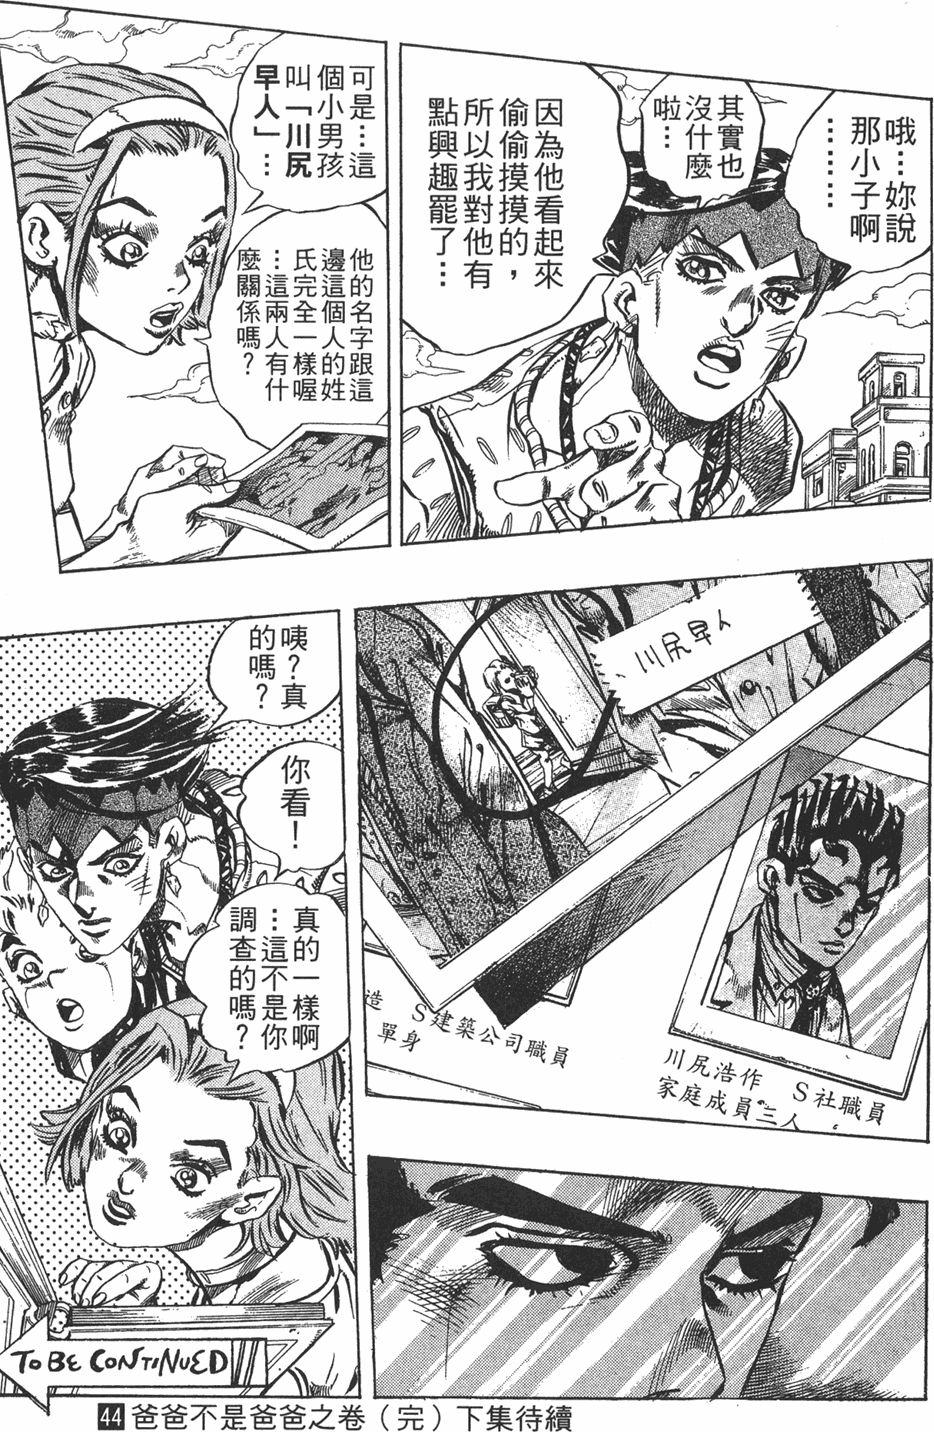 哦…妳說
那小子啊
………
其實也
沒什麼
啦…
因為他看起來
偷偷摸摸的，
所以我對他有
點興趣罷了…
可是…這
個小男孩
叫「川尻
早人」…
他的名字跟這
邊這個人的姓
氏完全一樣喔
…這兩人有什
麼關係嗎？
川尻早人
川尻浩作　S社職員
家庭成員三人
造　S建築公司職員
單身
咦？真
的嗎？
你看！
真的一樣啊
…這不是你
調查的嗎？
TO BE CONTINUED
44爸爸不是爸爸之卷（完）下集待續